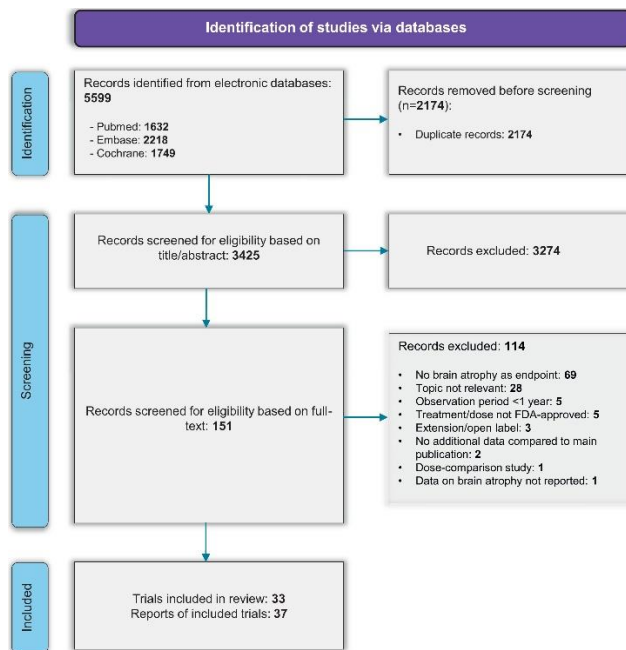 Identification of studies via databases
Identification
Records identified from electronic databases:
5599
- Pubmed: 1632
- Embase: 2218
- Cochrane: 1749
Records removed before screening
(n=2174):
• Duplicate records: 2174
Screening
Records screened for eligibility based on
title/abstract: 3425
Records excluded: 3274
Records screened for eligibility based on full-
text: 151
Records excluded: 114
• No brain atrophy as endpoint: 69
• Topic not relevant: 28
• Observation period <1 year: 5
• Treatment/dose not FDA-approved: 5
• Extension/open label: 3
• No additional data compared to main
publication: 2
• Dose-comparison study: 1
• Data on brain atrophy not reported: 1
Included
Trials included in review: 33
Reports of included trials: 37